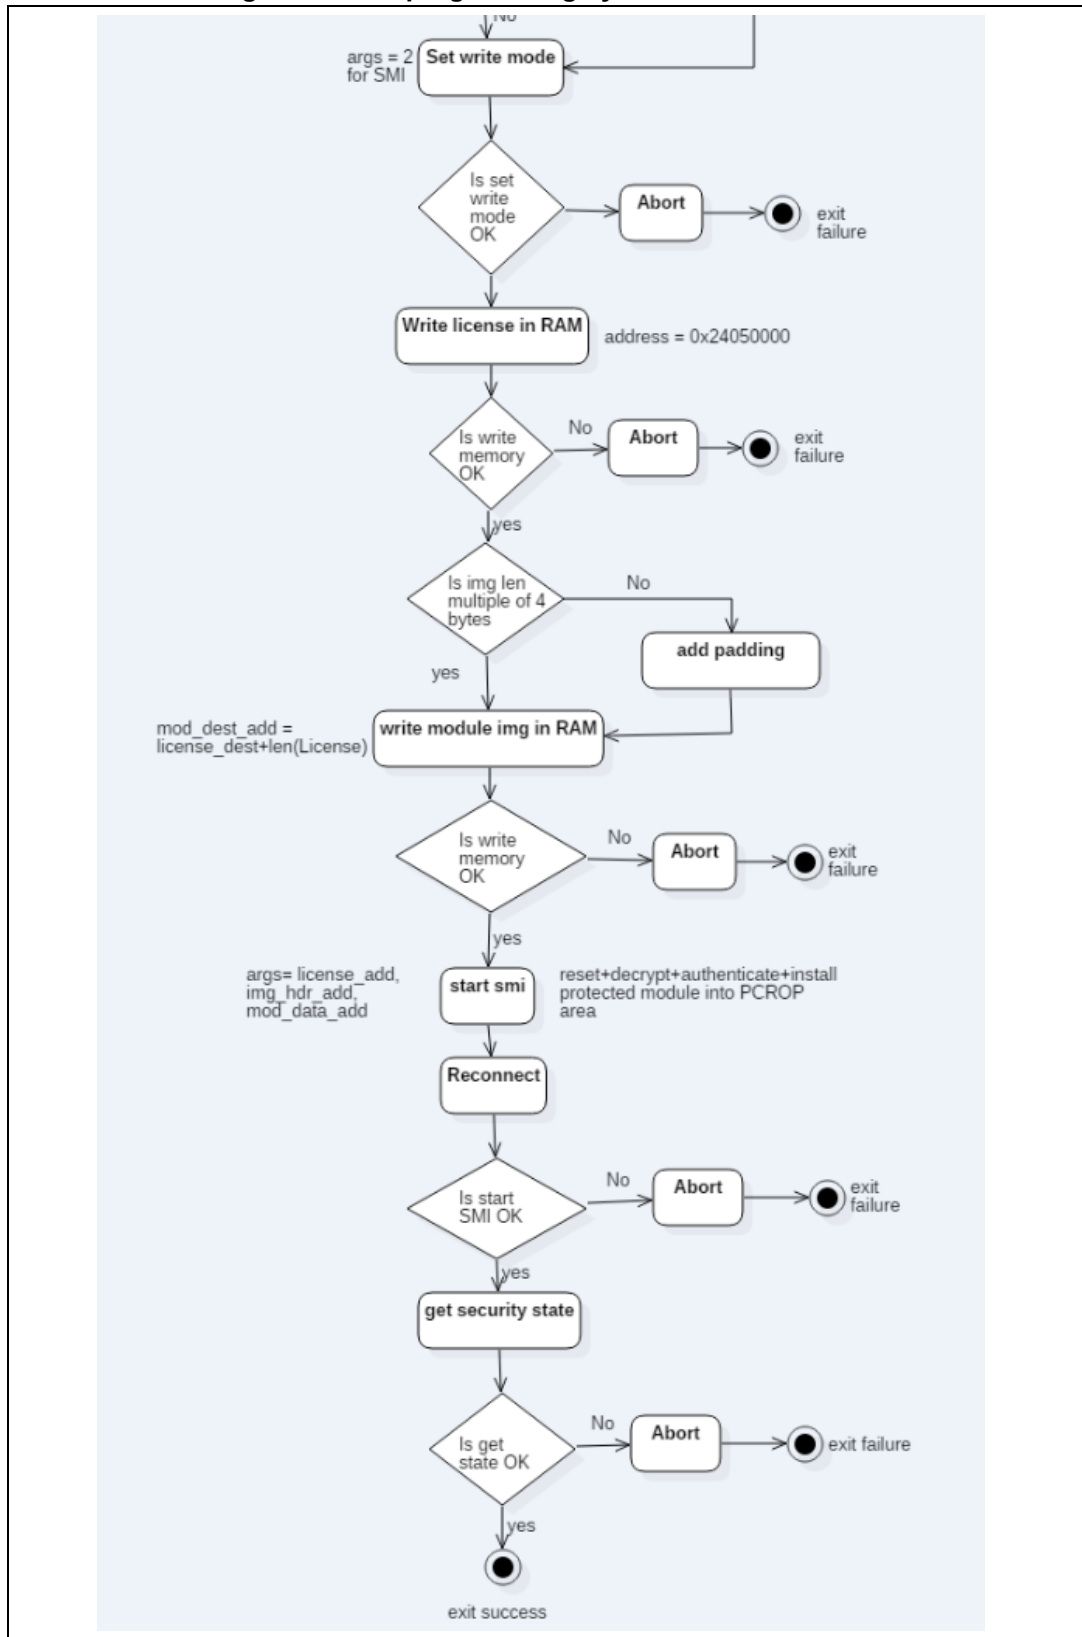 No
args = 2
for SMI
Set write mode
Is set
write
mode
OK
Abort
exit
failure
Write license in RAM
address = 0x24050000
Is write
memory
OK
No
Abort
exit
failure
yes
Is img len
multiple of 4
bytes
No
add padding
yes
mod_dest_add =
license_dest+len(License)
write module img in RAM
Is write
memory
OK
No
Abort
exit
failure
yes
args= license_add,
img_hdr_add,
mod_data_add
start smi
reset+decrypt+authenticate+install
protected module into PCROP
area
Reconnect
Is start
SMI OK
No
Abort
exit
failure
yes
get security state
Is get
state OK
No
Abort
exit failure
yes
exit success